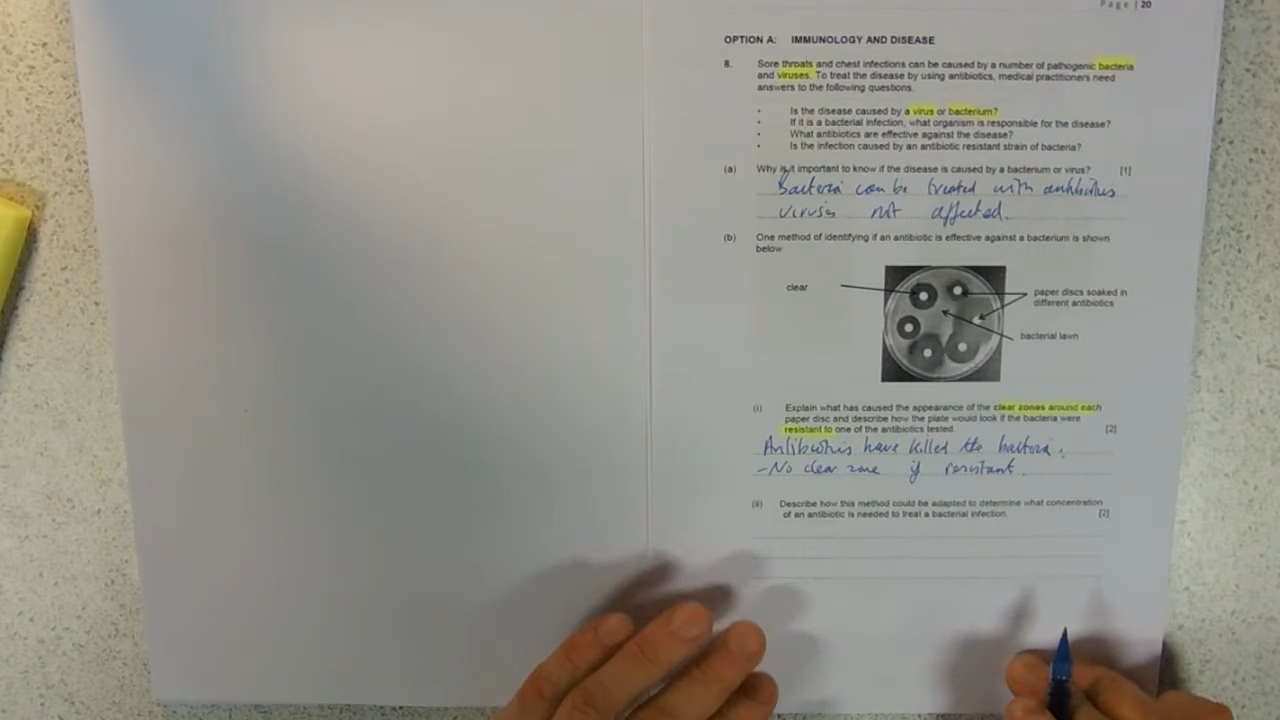 Page | 20
OPTION A: IMMUNOLOGY AND DISEASE
8. Sore throats and chest infections can be caused by a number of pathogenic bacteria
and viruses. To treat the disease by using antibiotics, medical practitioners need
answers to the following questions.
• Is the disease caused by a virus or bacterium?
• If it is a bacterial infection, what organism is responsible for the disease?
• What antibiotics are effective against the disease?
• Is the infection caused by an antibiotic resistant strain of bacteria?
(a) Why is it important to know if the disease is caused by a bacterium or virus? [1]
Bacteria can be treated with antibiotics
viruses not affected.
(b) One method of identifying if an antibiotic is effective against a bacterium is shown
below
clear
paper discs soaked in
different antibiotics
bacterial lawn
(i) Explain what has caused the appearance of the clear zones around each
paper disc and describe how the plate would look if the bacteria were
resistant to one of the antibiotics tested. [2]
Antibiotics have killed the bacteria.
- No clear zone if resistant.
(ii) Describe how this method could be adapted to determine what concentration
of an antibiotic is needed to treat a bacterial infection. [2]